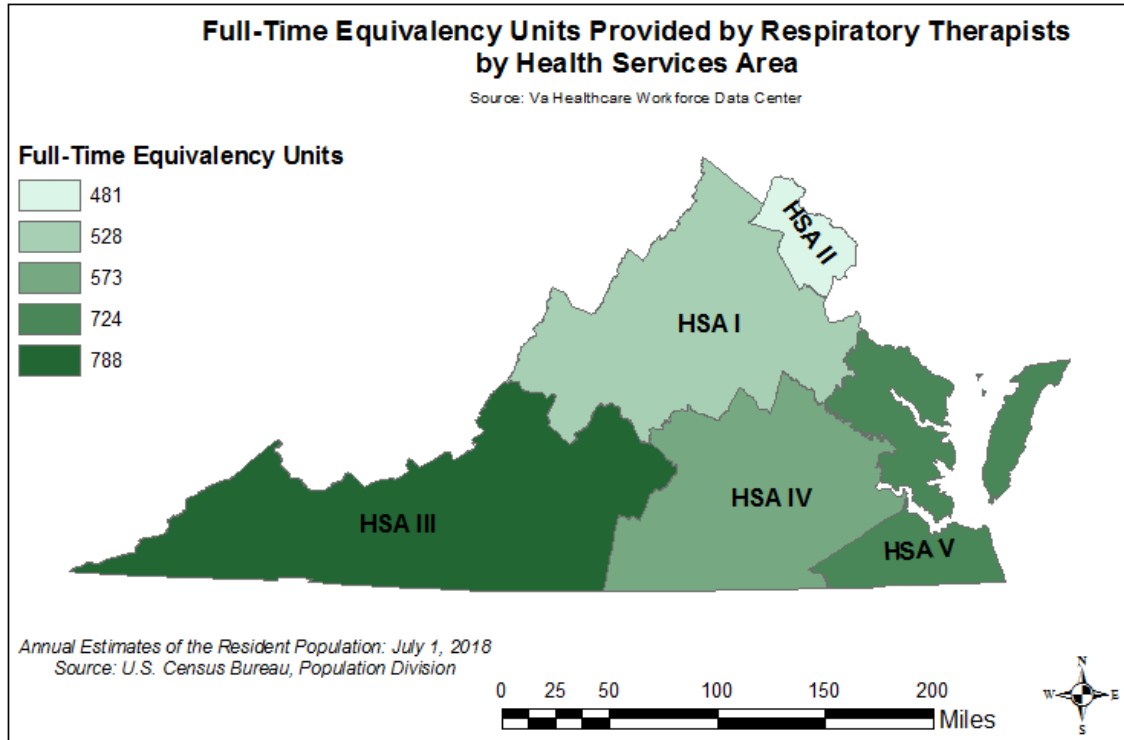 Full-Time Equivalency Units Provided by Respiratory Therapists
by Health Services Area
Source: Va Healthcare Workforce Data Center
Full-Time Equivalency Units
481
528
573
724
788
HSA II
HSA I
HSA IV
HSA III
HSA V
Annual Estimates of the Resident Population: July 1, 2018
Source: U.S. Census Bureau, Population Division
0 25 50 100 150 200
Miles
N
W E
S